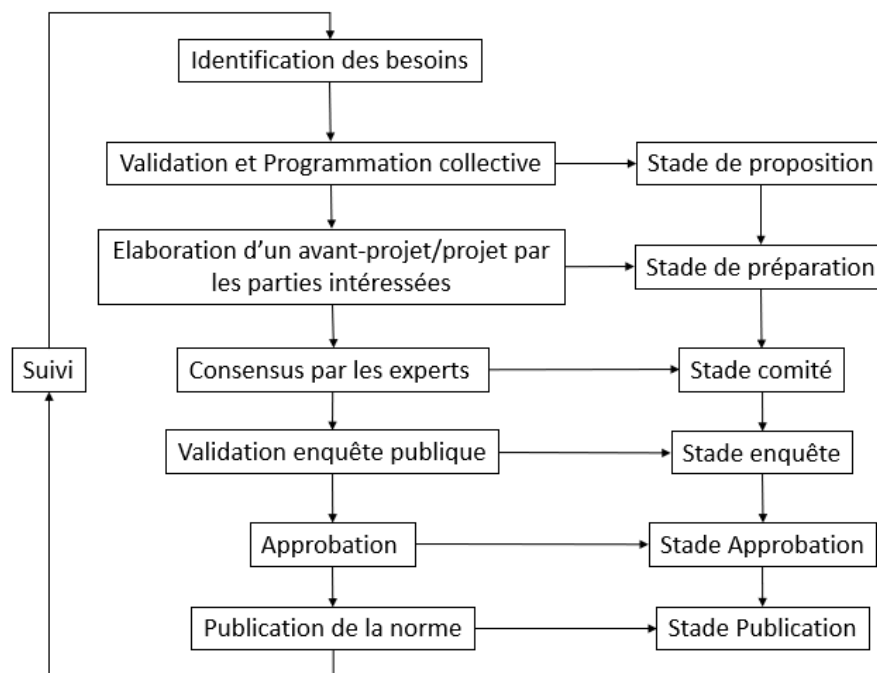 Identification des besoins
Validation et Programmation collective
Stade de proposition
Elaboration d'un avant-projet/projet par
les parties intéressées
Stade de préparation
Suivi
Consensus par les experts
Stade comité
Validation enquête publique
Stade enquête
Approbation
Stade Approbation
Publication de la norme
Stade Publication